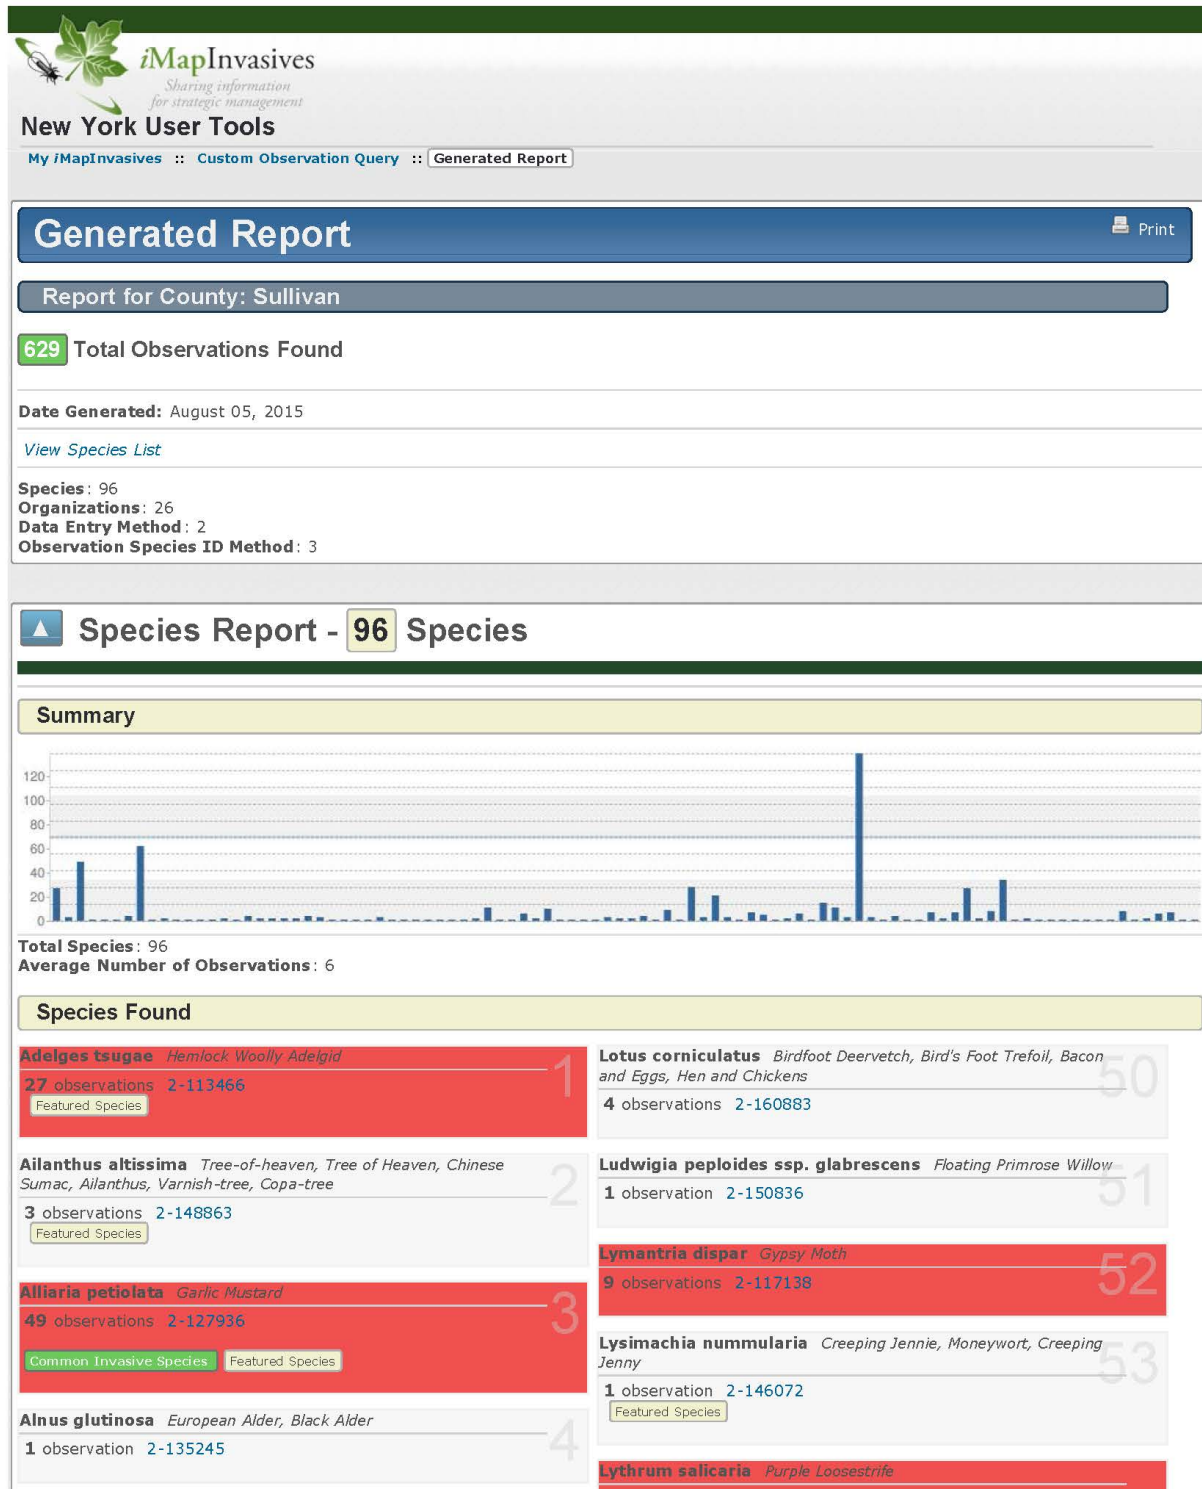 iMapInvasives
Sharing information
for strategic management
New York User Tools
My iMapInvasives :: Custom Observation Query :: Generated Report
Generated Report
Print
Report for County: Sullivan
629 Total Observations Found
Date Generated: August 05, 2015
View Species List
Species: 96
Organizations: 26
Data Entry Method: 2
Observation Species ID Method: 3
Species Report - 96 Species
Summary
120
100
80
60
40
20
0
Total Species: 96
Average Number of Observations: 6
Species Found
Adelges tsugae Hemlock Woolly Adelgid
1
27 observations 2-113466
Featured Species
Ailanthus altissima Tree-of-heaven, Tree of Heaven, Chinese
Sumac, Ailanthus, Varnish-tree, Copa-tree
2
3 observations 2-148863
Featured Species
Alliaria petiolata Garlic Mustard
3
49 observations 2-127936
Common Invasive Species Featured Species
Alnus glutinosa European Alder, Black Alder
4
1 observation 2-135245
Lotus corniculatus Birdfoot Deervetch, Bird's Foot Trefoil, Bacon
and Eggs, Hen and Chickens
50
4 observations 2-160883
Ludwigia peploides ssp. glabrescens Floating Primrose Willow
51
1 observation 2-150836
Lymantria dispar Gypsy Moth
52
9 observations 2-117138
Lysimachia nummularia Creeping Jennie, Moneywort, Creeping
Jenny
53
1 observation 2-146072
Featured Species
Lythrum salicaria Purple Loosestrife